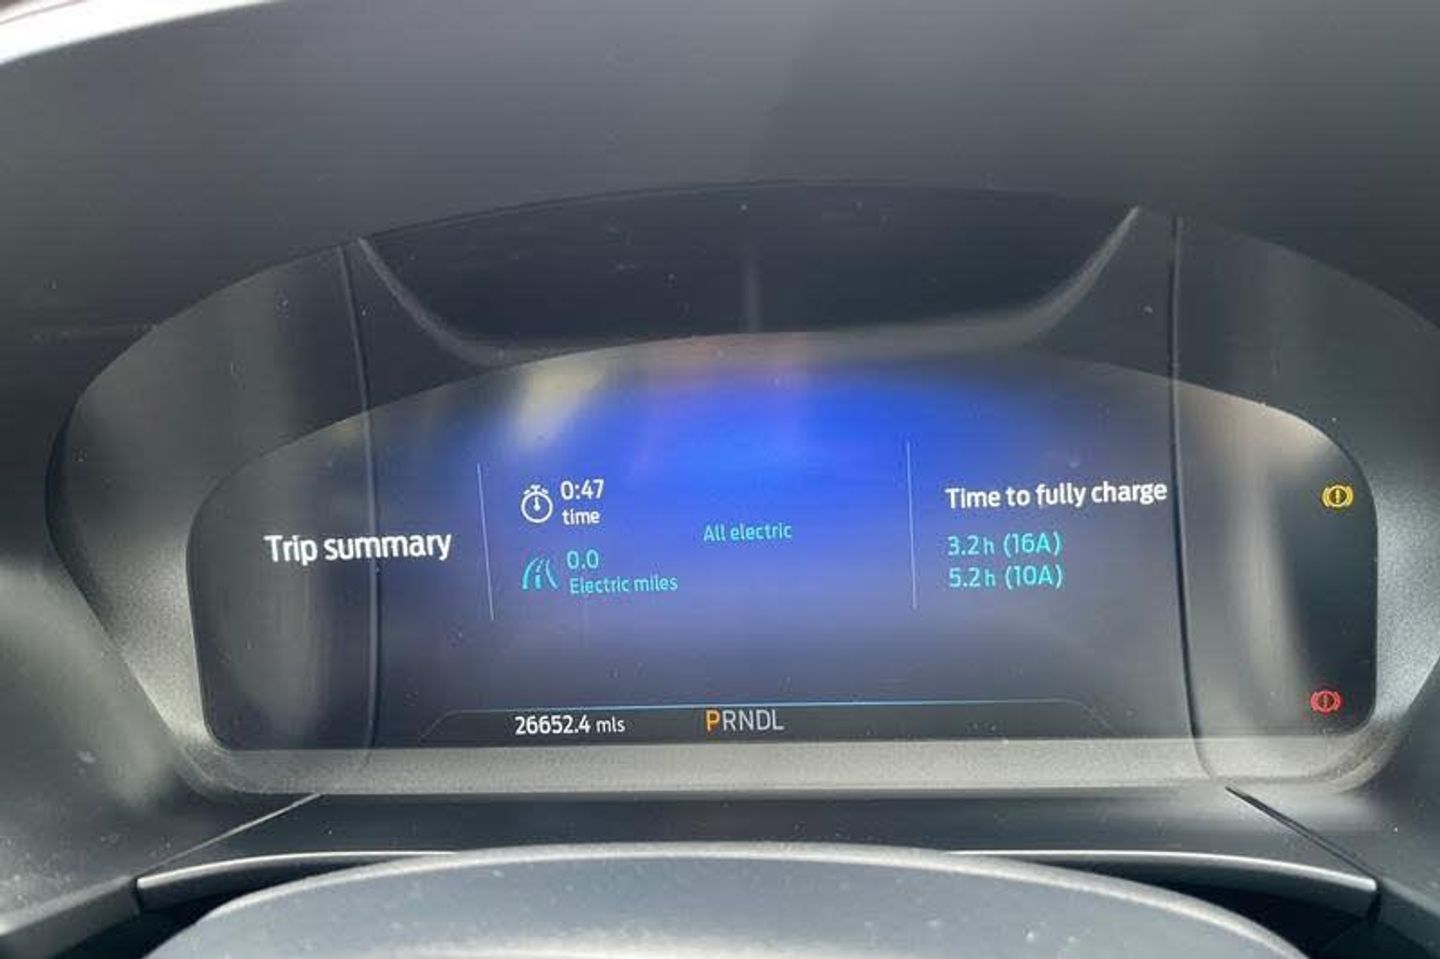 Trip summary
0:47
time
0.0
Electric miles
All electric
Time to fully charge
3.2h (16A)
5.2h (10A)
26652.4 mls
PRNDL